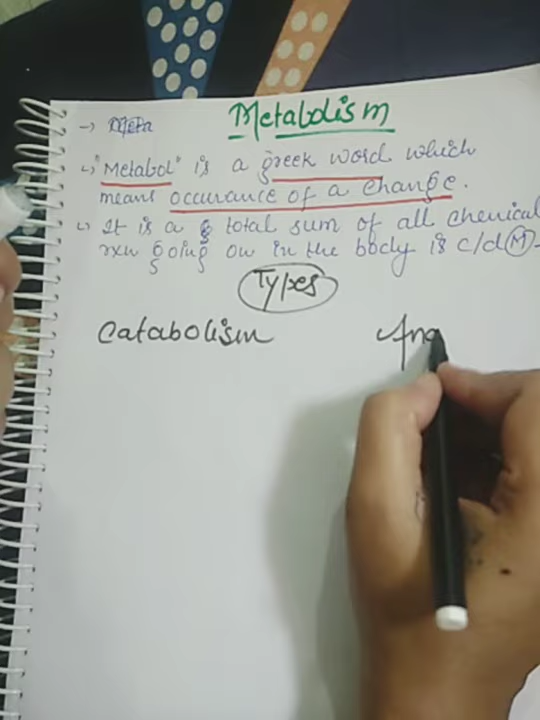 Metabolism
"Metabol" is a greek word which
means occurance of a change.
It is a total sum of all chemical
rxn going on in the body is c/d M
Types
Catabolism Ana